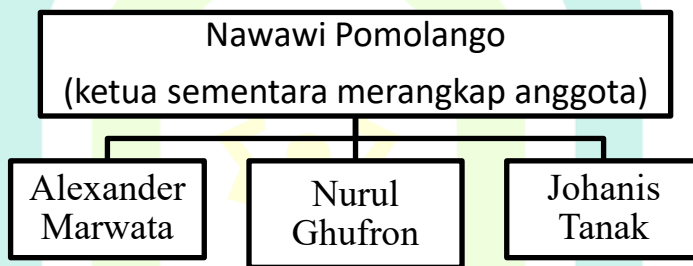 Nawawi Pomolango
(ketua sementara merangkap anggota)
Alexander
Marwata
Nurul
Ghufron
Johanis
Tanak